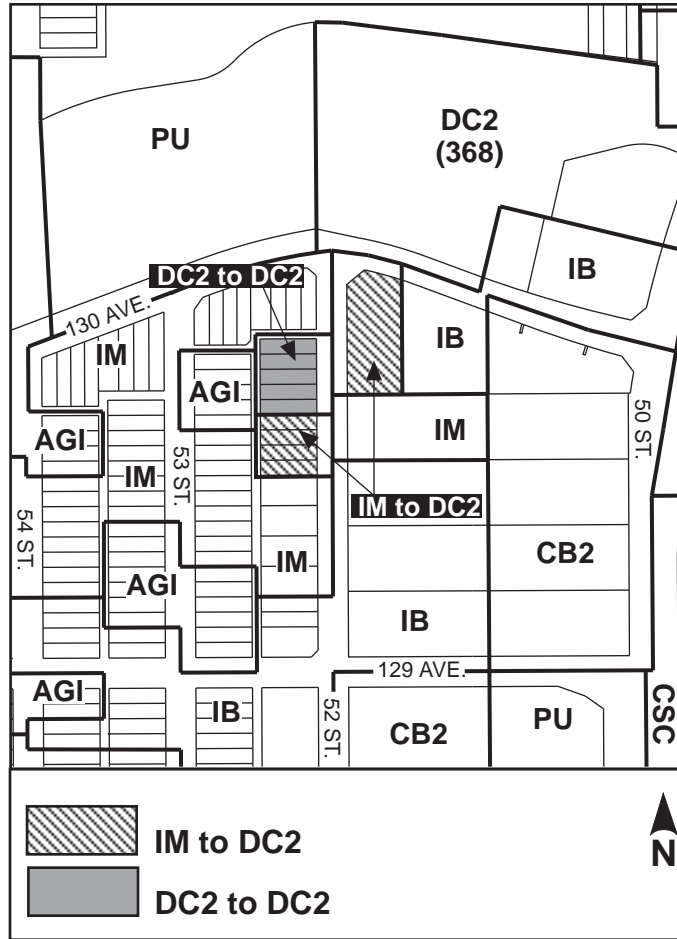 PU
DC2
(368)
IB
DC2 to DC2
130 AVE.
IM
IB
AGI
50 ST.
AGI
IM
53 ST.
IM
IM to DC2
54 ST.
CB2
AGI
IM
IB
129 AVE.
AGI
IB
52 ST.
CB2
PU
CSC
IM to DC2
N
DC2 to DC2